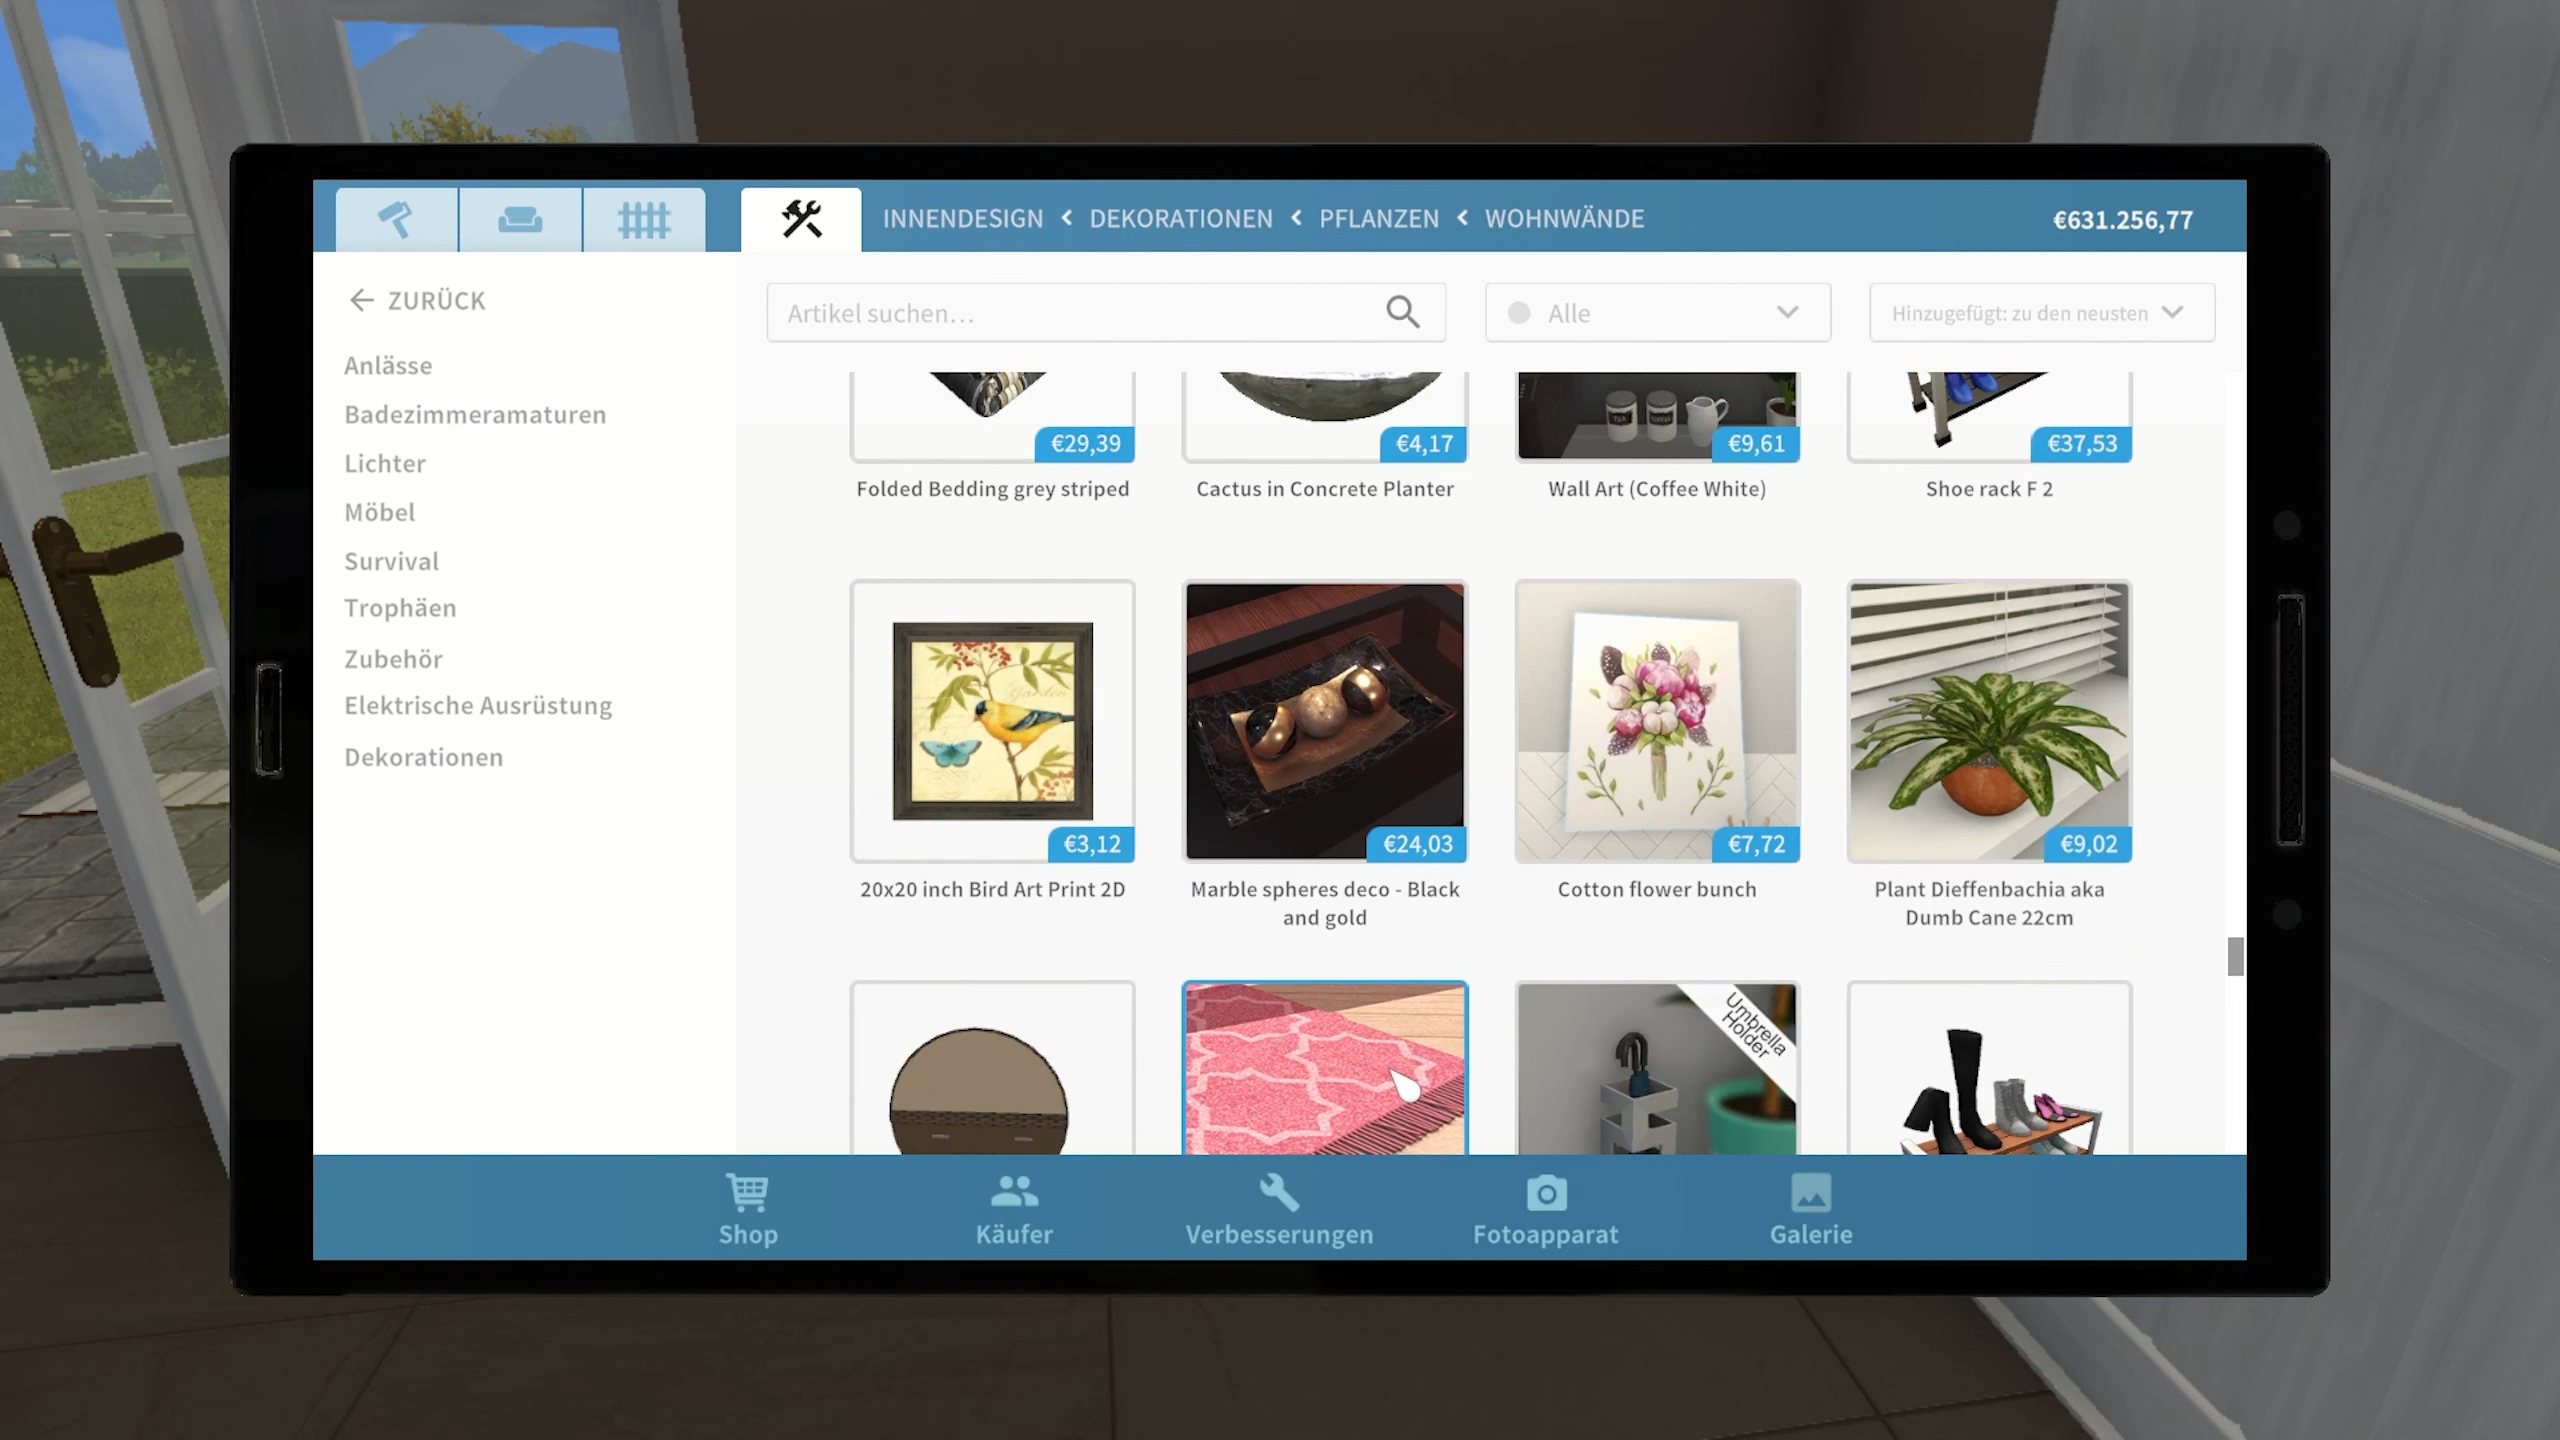 INNENDESIGN < DEKORATIONEN < PFLANZEN < WOHNWÄNDE
€631.256,77
ZURÜCK
Anlässe
Badezimmeramaturen
Lichter
Möbel
Survival
Trophäen
Zubehör
Elektrische Ausrüstung
Dekorationen
Artikel suchen...
Alle
Hinzugefügt: zu den neusten
€29,39
€4,17
€9,61
€37,53
Folded Bedding grey striped
Cactus in Concrete Planter
Wall Art (Coffee White)
Shoe rack F 2
€3,12
€24,03
€7,72
€9,02
20x20 inch Bird Art Print 2D
Marble spheres deco - Black
and gold
Cotton flower bunch
Plant Dieffenbachia aka
Dumb Cane 22cm
Umbrella
Holder
Shop
Käufer
Verbesserungen
Fotoapparat
Galerie